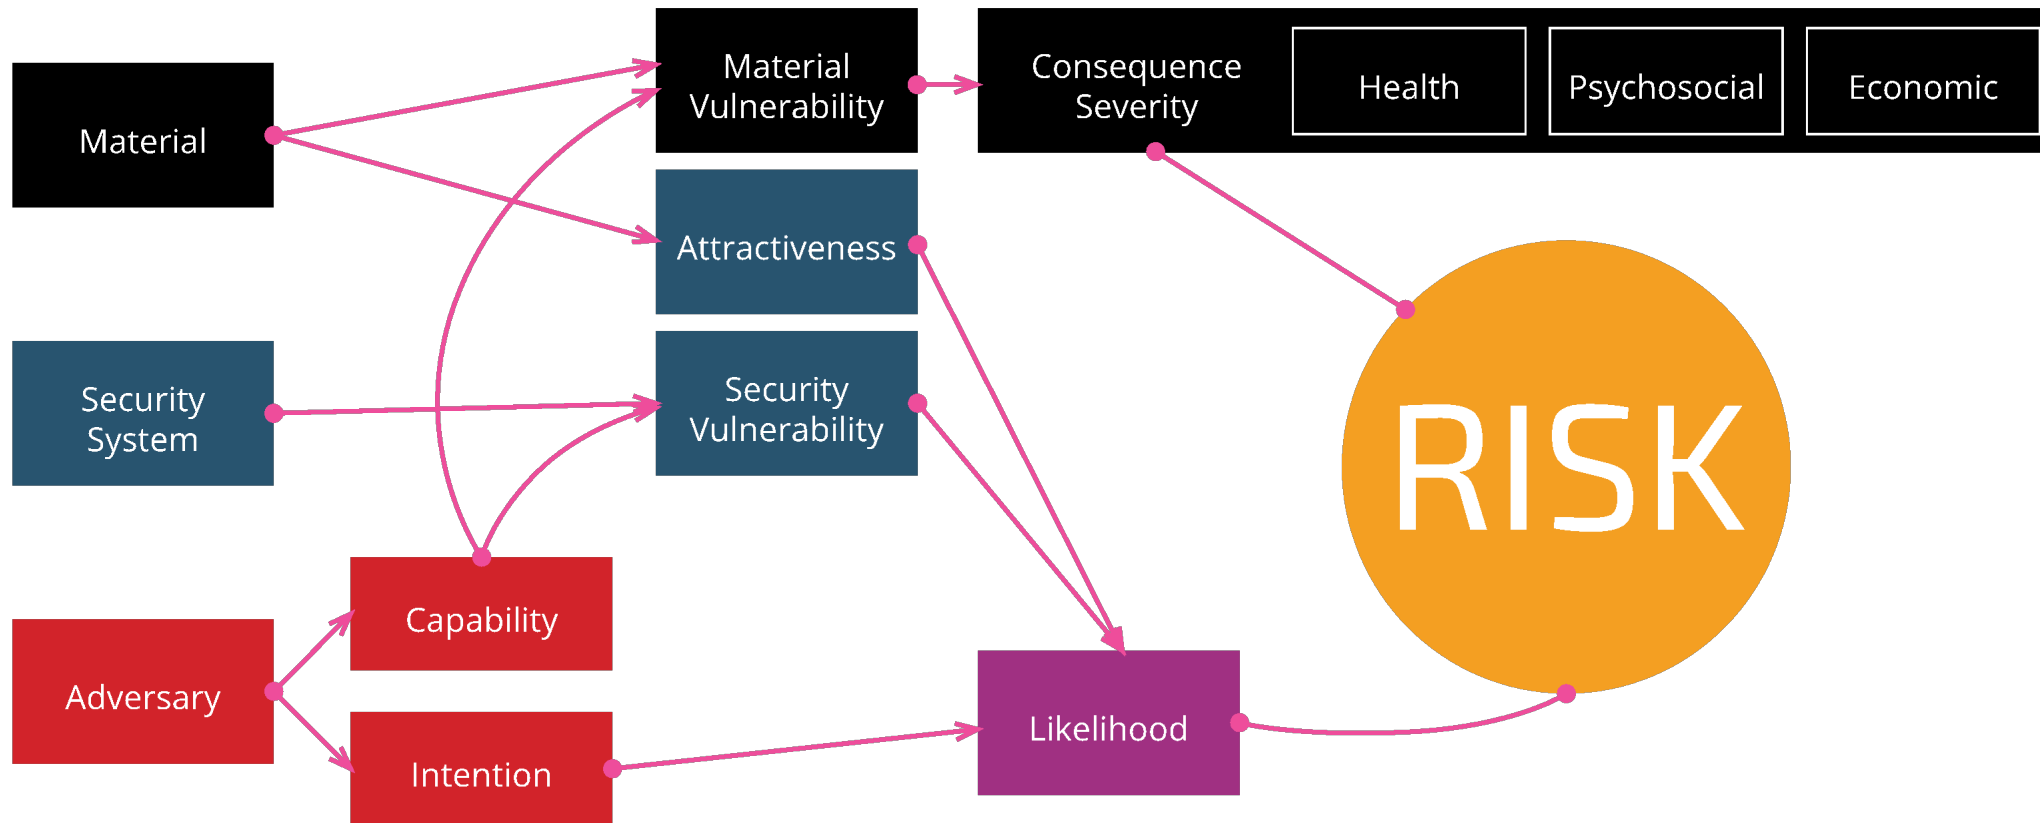 Material
Vulnerability
Consequence
Severity
Health
Psychosocial
Economic
Material
Attractiveness
Security
System
Security
Vulnerability
RISK
Capability
Adversary
Intention
Likelihood